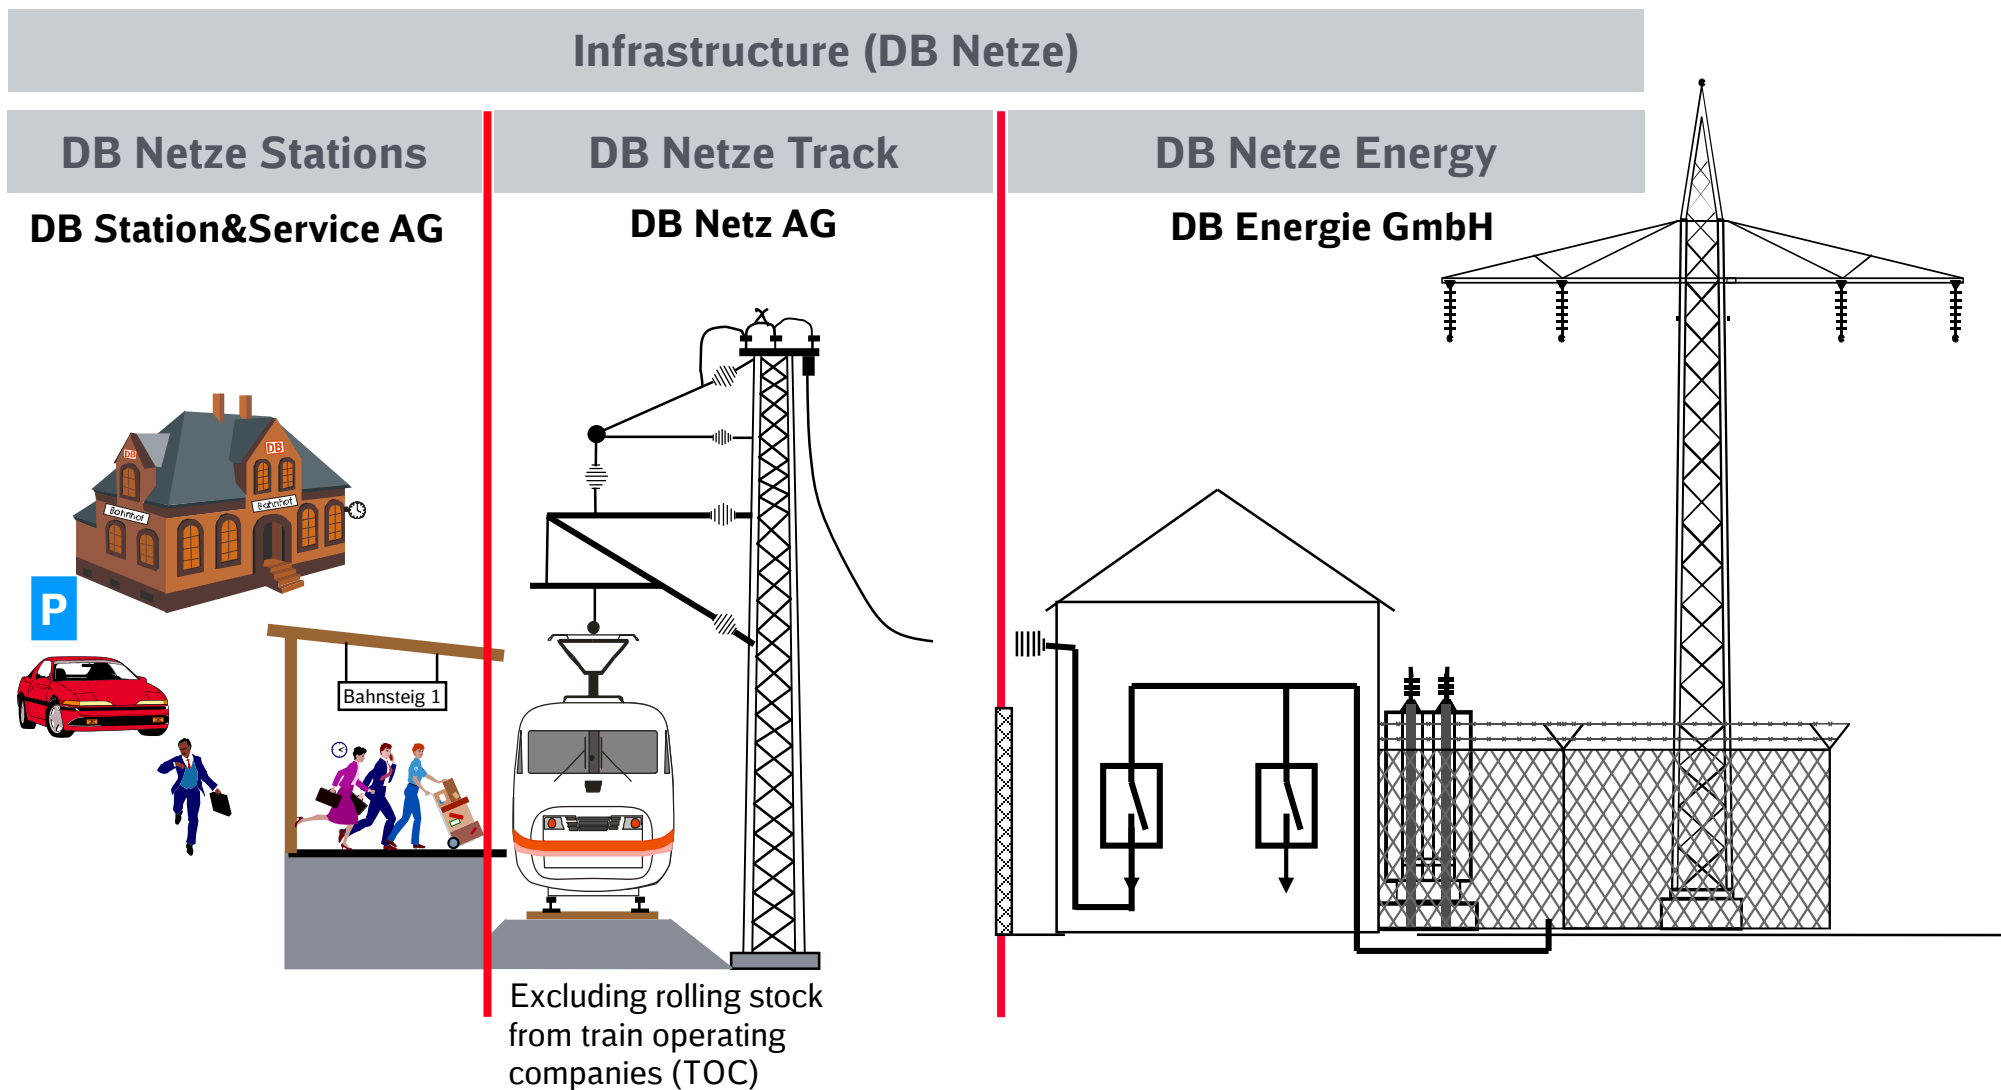 Infrastructure (DB Netze)
DB Netze Stations
DB Netze Track
DB Netze Energy
DB Station&Service AG
DB Netz AG
DB Energie GmbH
DB
DB
Bahnhof
Bahnhof
P
Bahnsteig 1
Excluding rolling stock
from train operating
companies (TOC)